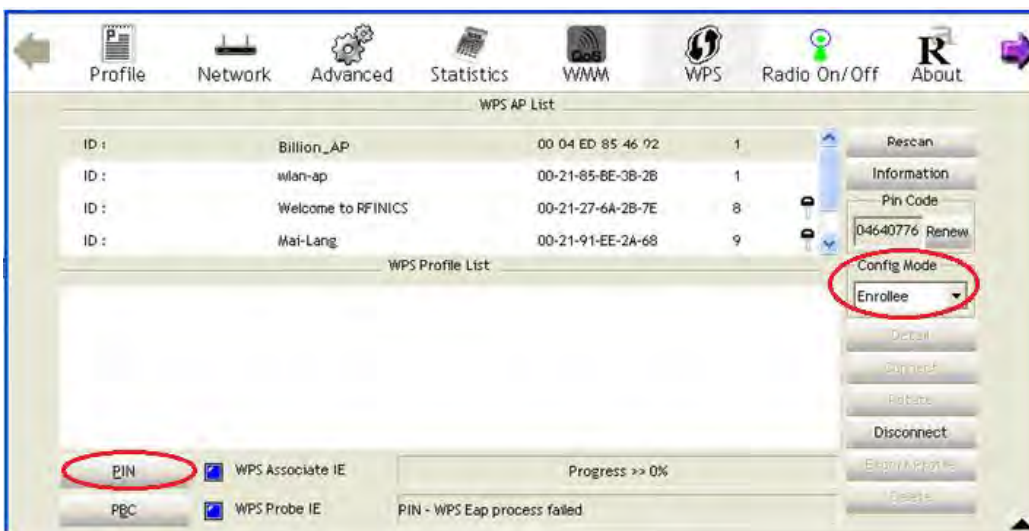 Profile Network Advanced Statistics QoS WMM WPS Radio On/Off R About
WPS AP List
ID : Billion_AP 00 04 ED 85 46 92 1
ID : wlan-ap 00-21-85-BE-3B-2B 1
ID : Welcome to RFINICS 00-21-27-6A-2B-7E 8
ID : Mai-Lang 00-21-91-EE-2A-68 9
Rescan
Information
Pin Code
04640776 Renew
WPS Profile List
Config Mode
Enrollee
Detail
Connect
Rotate
Disconnect
Export Profile
Delete
PIN WPS Associate IE Progress >> 0%
PBC WPS Probe IE PIN - WPS Eap process failed